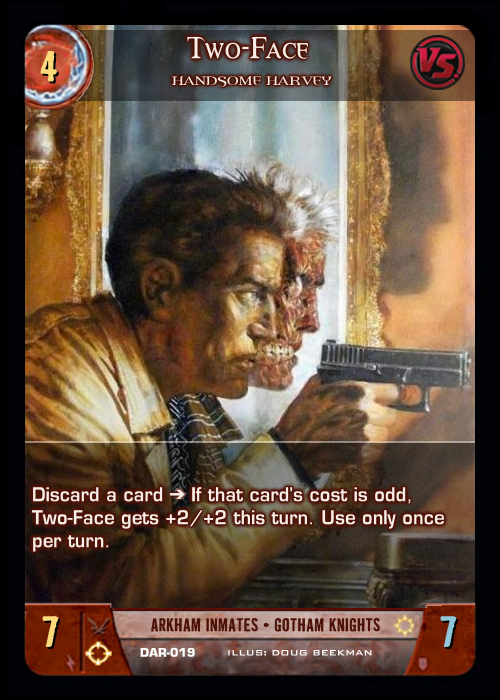 4
Two-Face
Handsome Harvey
VS.
Discard a card ➔ If that card's cost is odd,
Two-Face gets +2/+2 this turn. Use only once
per turn.
7
ARKHAM INMATES • GOTHAM KNIGHTS
7
DAR-019 ILLUS: DOUG BEEKMAN